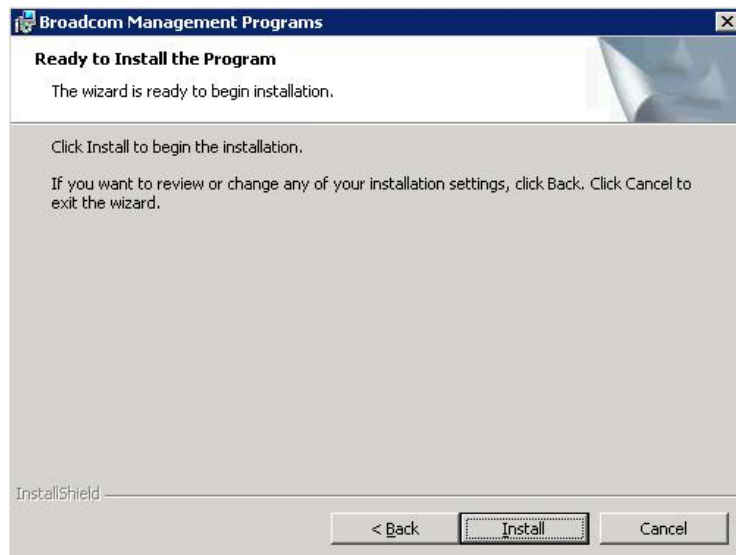 Broadcom Management Programs
Ready to Install the Program
The wizard is ready to begin installation.
Click Install to begin the installation.
If you want to review or change any of your installation settings, click Back. Click Cancel to
exit the wizard.
InstallShield
< Back
Install
Cancel